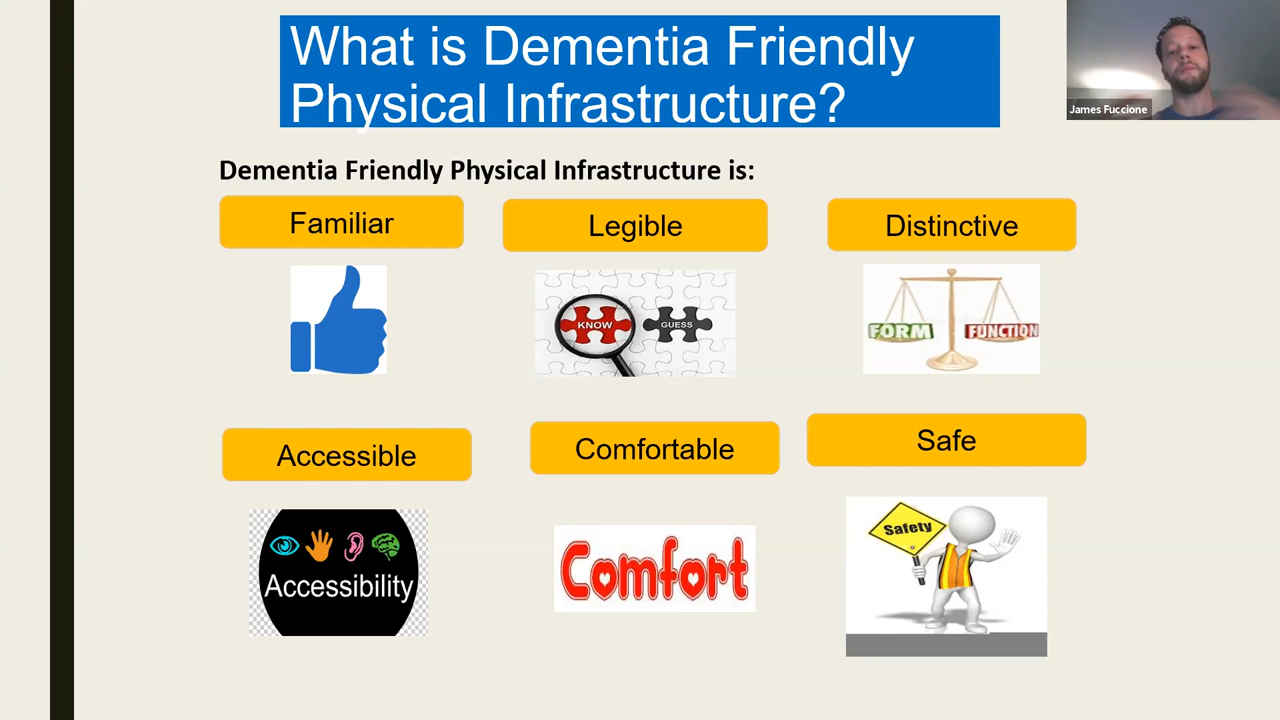 What is Dementia Friendly
Physical Infrastructure?
James Fuccione
Dementia Friendly Physical Infrastructure is:
Familiar
Legible
Distinctive
KNOW
GUESS
FORM
FUNCTION
Accessible
Comfortable
Safe
Accessibility
Comfort
Safety